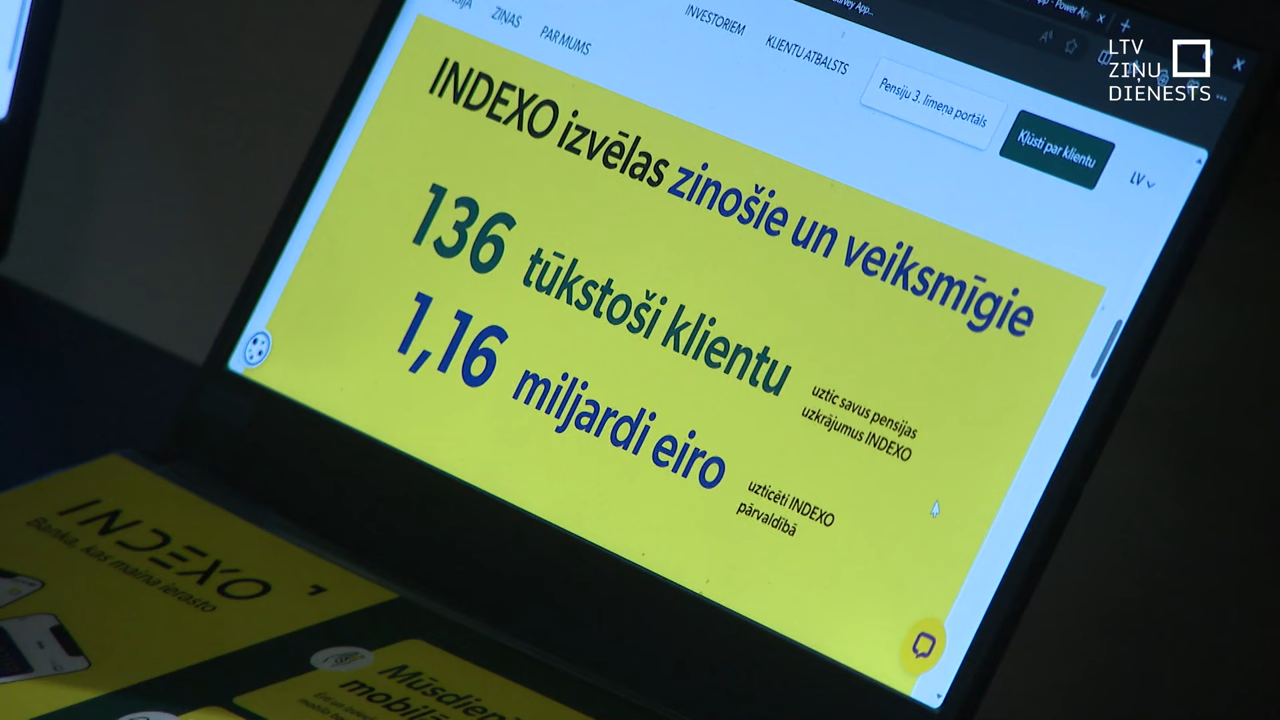 LTV
ZIŅU
DIENESTS
ZIŅAS
PAR MUMS
INVESTORIEM
KLIENTU ATBALSTS
Pensiju 3. līmeņa portāls
Kļūsti par klientu
LV
INDEXO izvēlas zinošie un veiksmīgie
136 tūkstoši klientu
uztic savus pensijas
uzkrājumus INDEXO
1,16 miljardi eiro
uzticēti INDEXO
pārvaldībā
INDEXO
Banka, kas maina ierasto